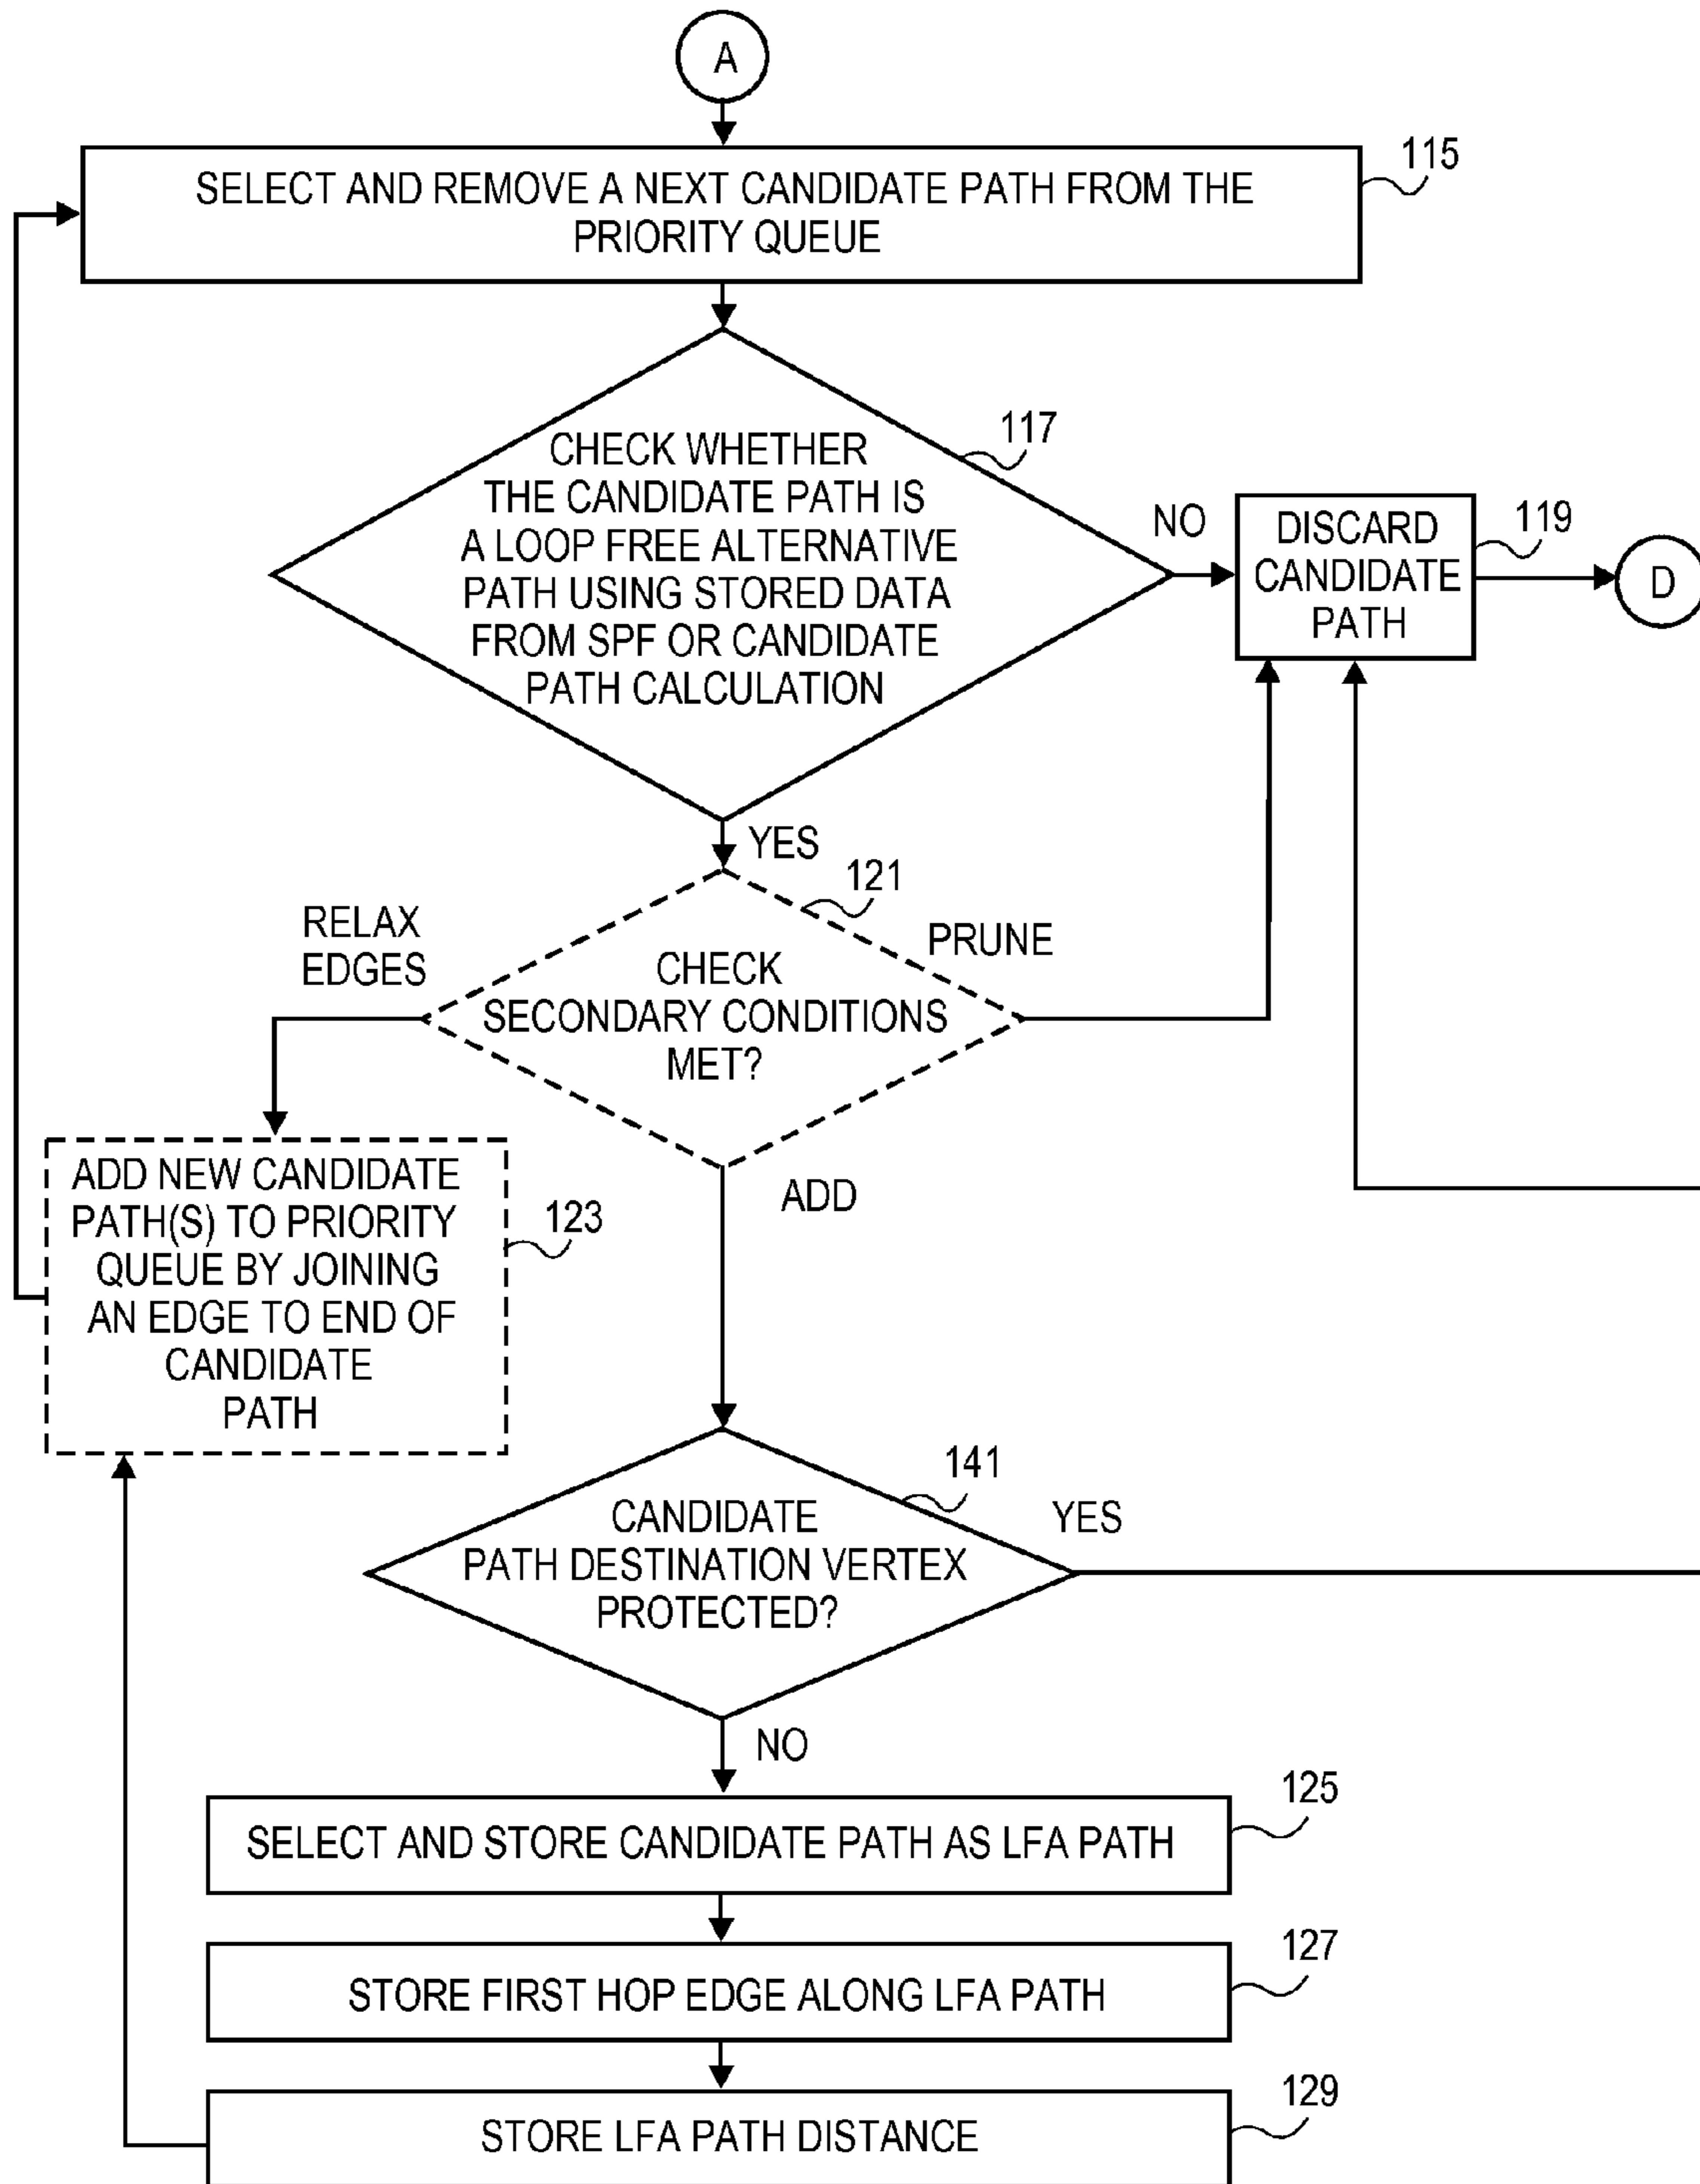 A
115
SELECT AND REMOVE A NEXT CANDIDATE PATH FROM THE
PRIORITY QUEUE
117
CHECK WHETHER
THE CANDIDATE PATH IS
A LOOP FREE ALTERNATIVE
PATH USING STORED DATA
FROM SPF OR CANDIDATE
PATH CALCULATION
NO
119
DISCARD
CANDIDATE
PATH
D
YES
121
RELAX
EDGES
PRUNE
CHECK
SECONDARY CONDITIONS
MET?
ADD
ADD NEW CANDIDATE
PATH(S) TO PRIORITY
QUEUE BY JOINING
AN EDGE TO END OF
CANDIDATE
PATH
123
141
CANDIDATE
PATH DESTINATION VERTEX
PROTECTED?
YES
NO
125
SELECT AND STORE CANDIDATE PATH AS LFA PATH
127
STORE FIRST HOP EDGE ALONG LFA PATH
129
STORE LFA PATH DISTANCE